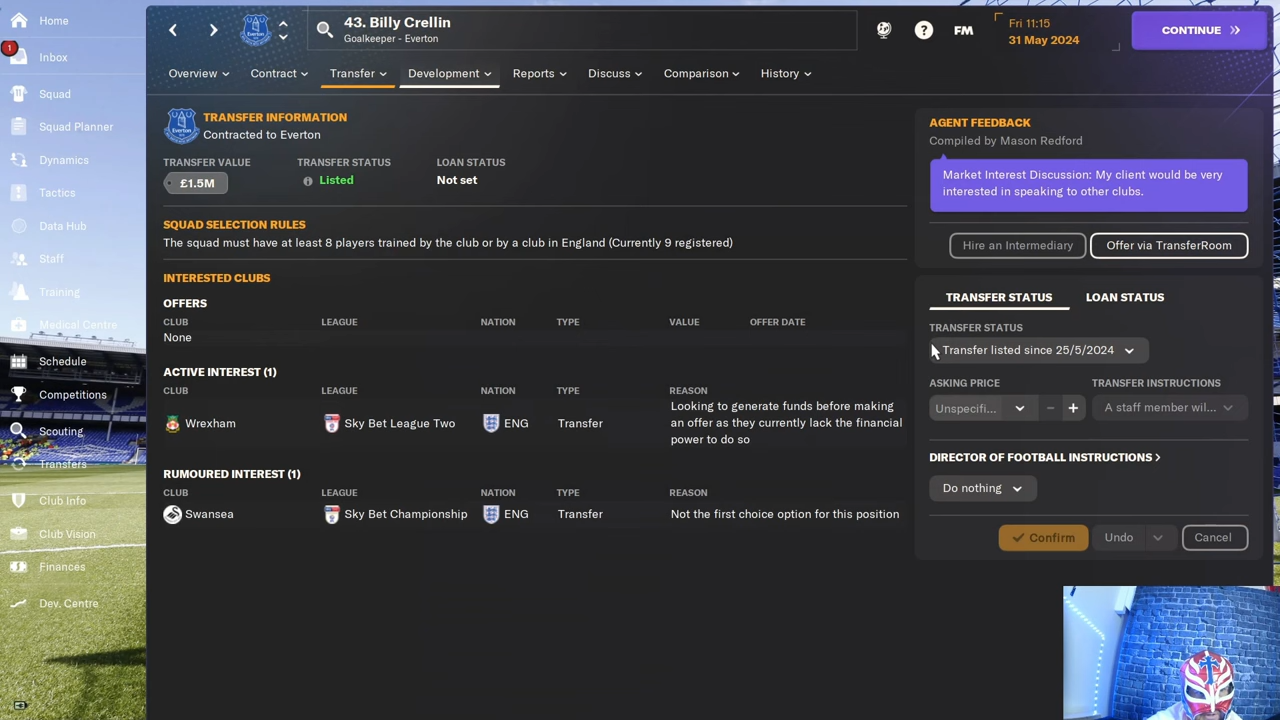 Home
1
Inbox
Squad
Squad Planner
Dynamics
Tactics
Data Hub
Staff
Training
Medical Centre
Schedule
Competitions
Scouting
Transfers
Club Info
Club Vision
Finances
Dev. Centre
43. Billy Crellin
Goalkeeper - Everton
?
FM
Fri 11:15
31 May 2024
CONTINUE
Overview
Contract
Transfer
Development
Reports
Discuss
Comparison
History
Everton
TRANSFER INFORMATION
Contracted to Everton
TRANSFER VALUE TRANSFER STATUS LOAN STATUS
£1.5M Listed Not set
SQUAD SELECTION RULES
The squad must have at least 8 players trained by the club or by a club in England (Currently 9 registered)
INTERESTED CLUBS
OFFERS
CLUB LEAGUE NATION TYPE VALUE OFFER DATE
None
ACTIVE INTEREST (1)
CLUB LEAGUE NATION TYPE REASON
Wrexham Sky Bet League Two ENG Transfer
Looking to generate funds before making
an offer as they currently lack the financial
power to do so
RUMOURED INTEREST (1)
CLUB LEAGUE NATION TYPE REASON
Swansea Sky Bet Championship ENG Transfer Not the first choice option for this position
AGENT FEEDBACK
Compiled by Mason Redford
Market Interest Discussion: My client would be very
interested in speaking to other clubs.
Hire an Intermediary Offer via TransferRoom
TRANSFER STATUS LOAN STATUS
TRANSFER STATUS
Transfer listed since 25/5/2024
ASKING PRICE TRANSFER INSTRUCTIONS
Unspecifi... - + A staff member wil...
DIRECTOR OF FOOTBALL INSTRUCTIONS >
Do nothing
Confirm Undo Cancel